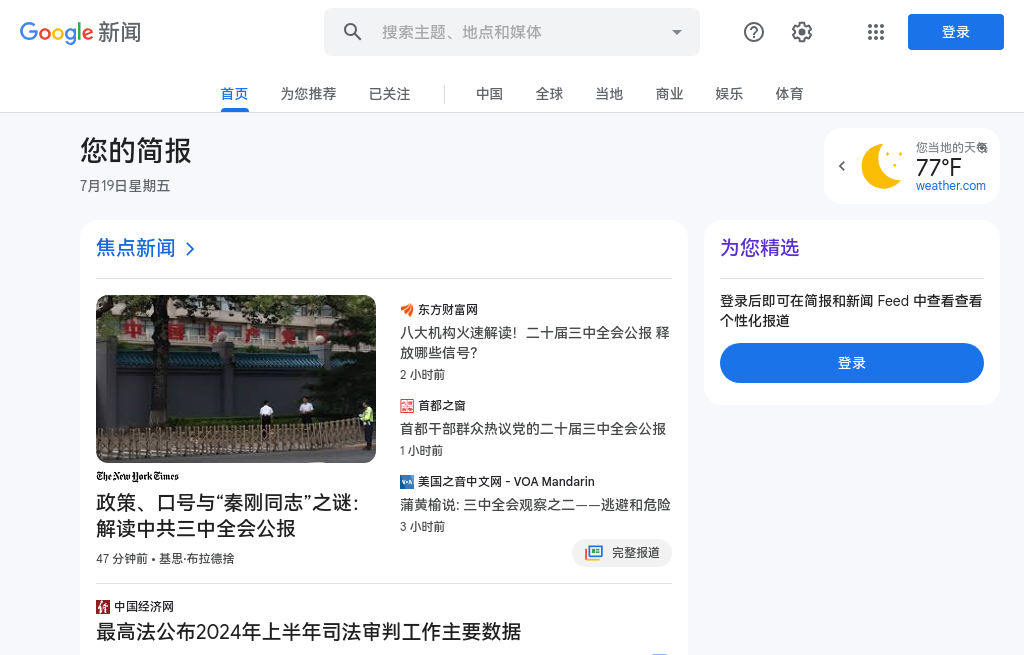 Google 新闻
搜索主题、地点和媒体
登录
首页
为您推荐
已关注
中国
全球
当地
商业
娱乐
体育
您的简报
7月19日星期五
您当地的天气
77°F
weather.com
焦点新闻
为您精选
登录后即可在简报和新闻 Feed 中查看查看
个性化报道
登录
The New York Times
政策、口号与“秦刚同志”之谜：
解读中共三中全会公报
47 分钟前 • 基思·布拉德捨
东方财富网
八大机构火速解读！二十届三中全会公报 释
放哪些信号？
2 小时前
首都之窗
首都干部群众热议党的二十届三中全会公报
1 小时前
美国之音中文网 - VOA Mandarin
蒲黄榆说: 三中全会观察之二——逃避和危险
3 小时前
完整报道
中国经济网
最高法公布2024年上半年司法审判工作主要数据